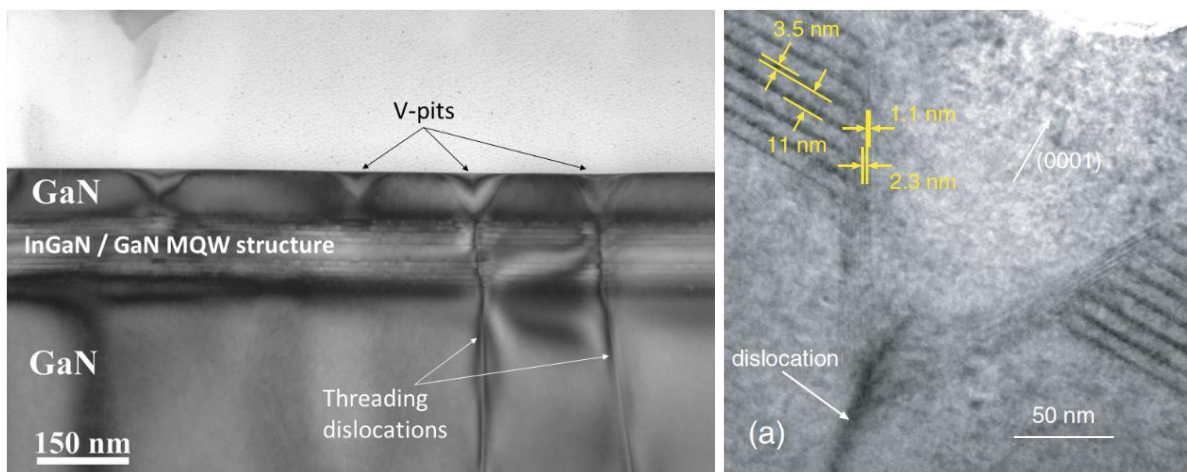 V-pits
GaN
InGaN / GaN MQW structure
GaN
Threading
dislocations
150 nm
3.5 nm
1.1 nm
11 nm
(0001)
2.3 nm
dislocation
(a)
50 nm